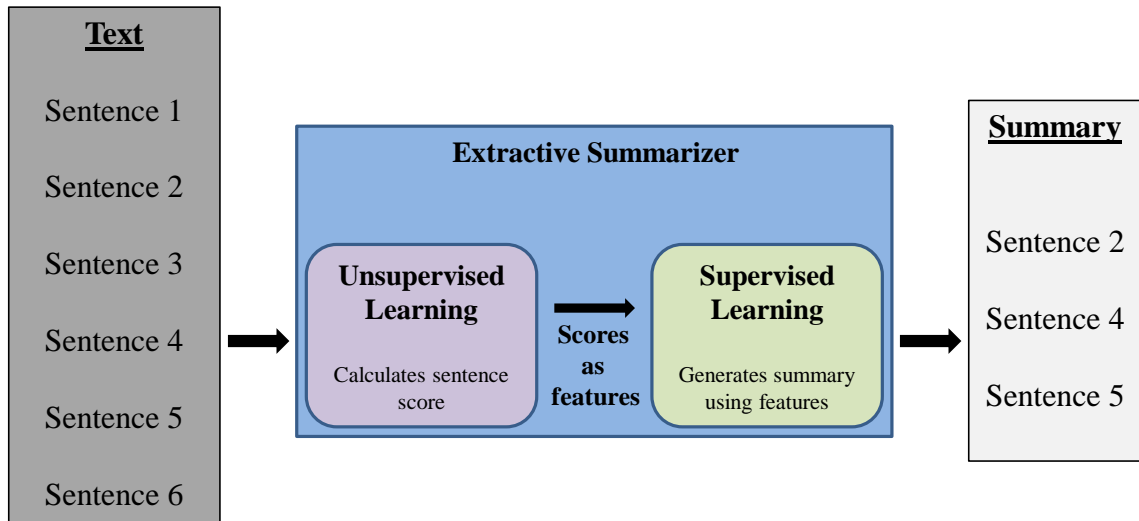 Text
Sentence 1
Sentence 2
Sentence 3
Sentence 4
Sentence 5
Sentence 6
Extractive Summarizer
Unsupervised
Learning
Calculates sentence
score
Scores
as
features
Supervised
Learning
Generates summary
using features
Summary
Sentence 2
Sentence 4
Sentence 5